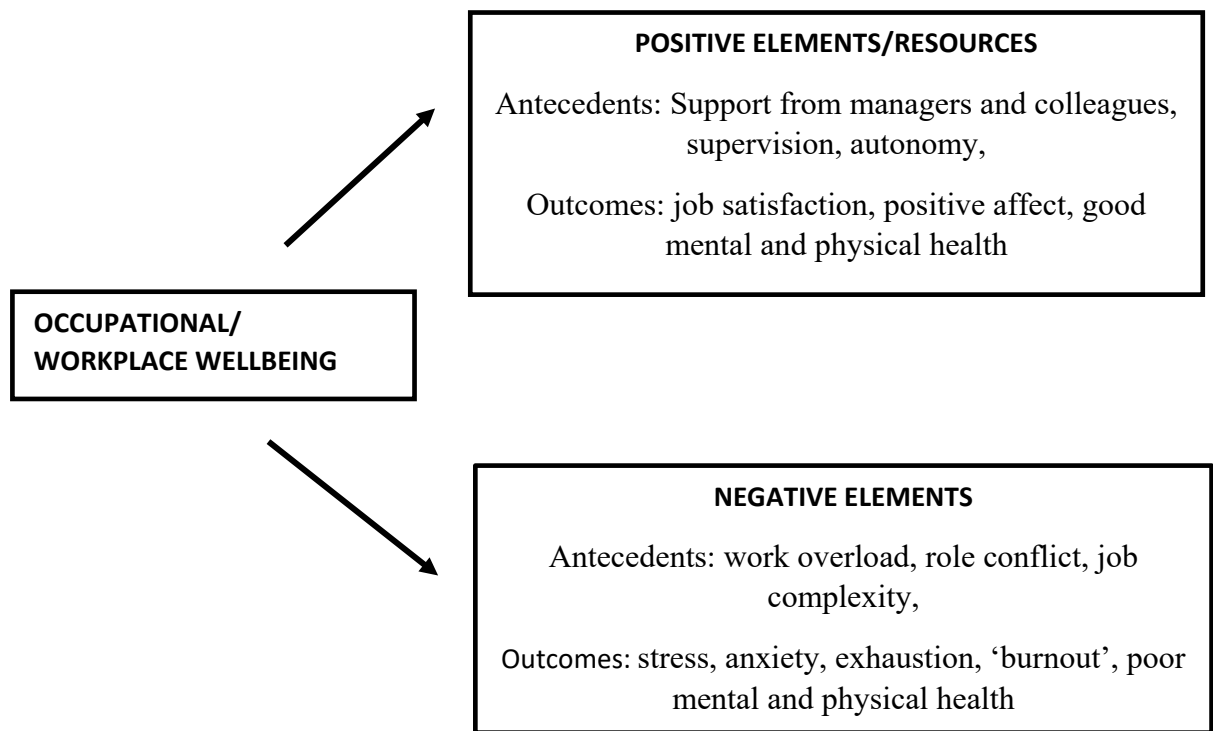 POSITIVE ELEMENTS/RESOURCES
Antecedents: Support from managers and colleagues,
supervision, autonomy,
Outcomes: job satisfaction, positive affect, good
mental and physical health
OCCUPATIONAL/
WORKPLACE WELLBEING
NEGATIVE ELEMENTS
Antecedents: work overload, role conflict, job
complexity,
Outcomes: stress, anxiety, exhaustion, ‘burnout’, poor
mental and physical health